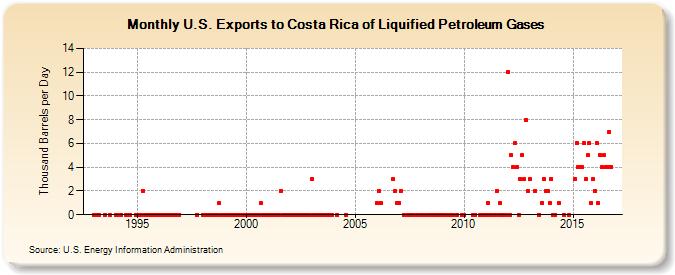 Monthly U.S. Exports to Costa Rica of Liquified Petroleum Gases
Thousand Barrels per Day
14
12
10
8
6
4
2
0
1995 2000 2005 2010 2015
Source: U.S. Energy Information Administration